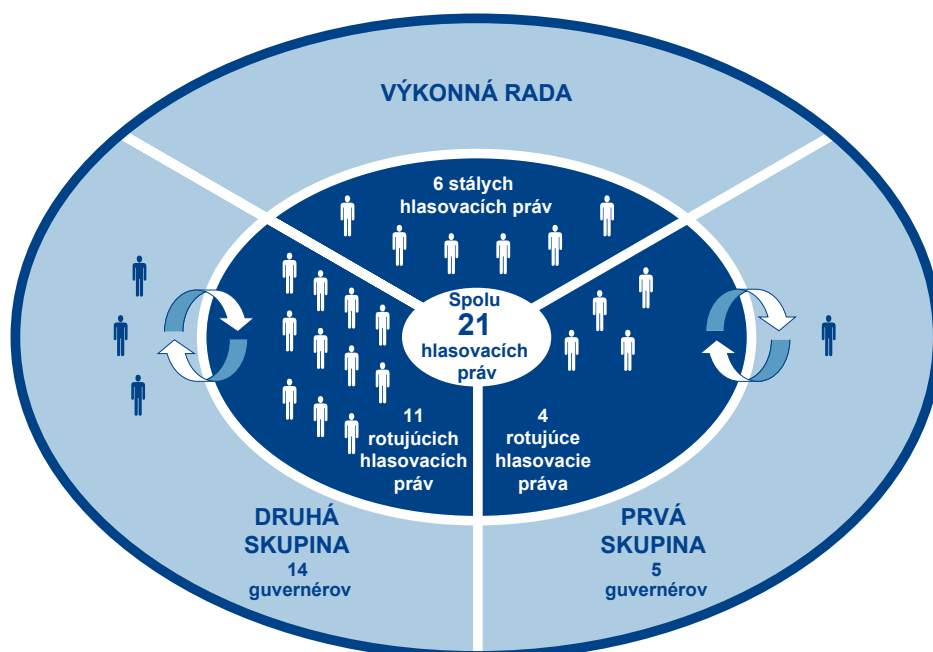 VÝKONNÁ RADA
6 stálych
hlasovacích práv
Spolu
21
hlasovacích
práv
11
rotujúcich
hlasovacích
práv
4
rotujúce
hlasovacie
práva
DRUHÁ
SKUPINA
14
guvernérov
PRVÁ
SKUPINA
5
guvernérov